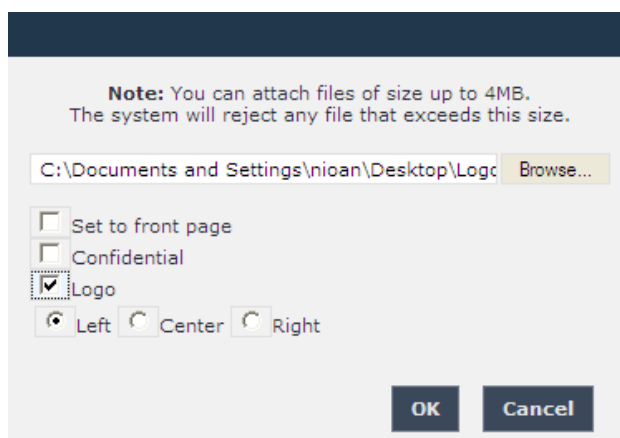 Note: You can attach files of size up to 4MB.
The system will reject any file that exceeds this size.
C:\Documents and Settings\nioan\Desktop\Logo Browse...
Set to front page
Confidential
Logo
Left Center Right
OK Cancel